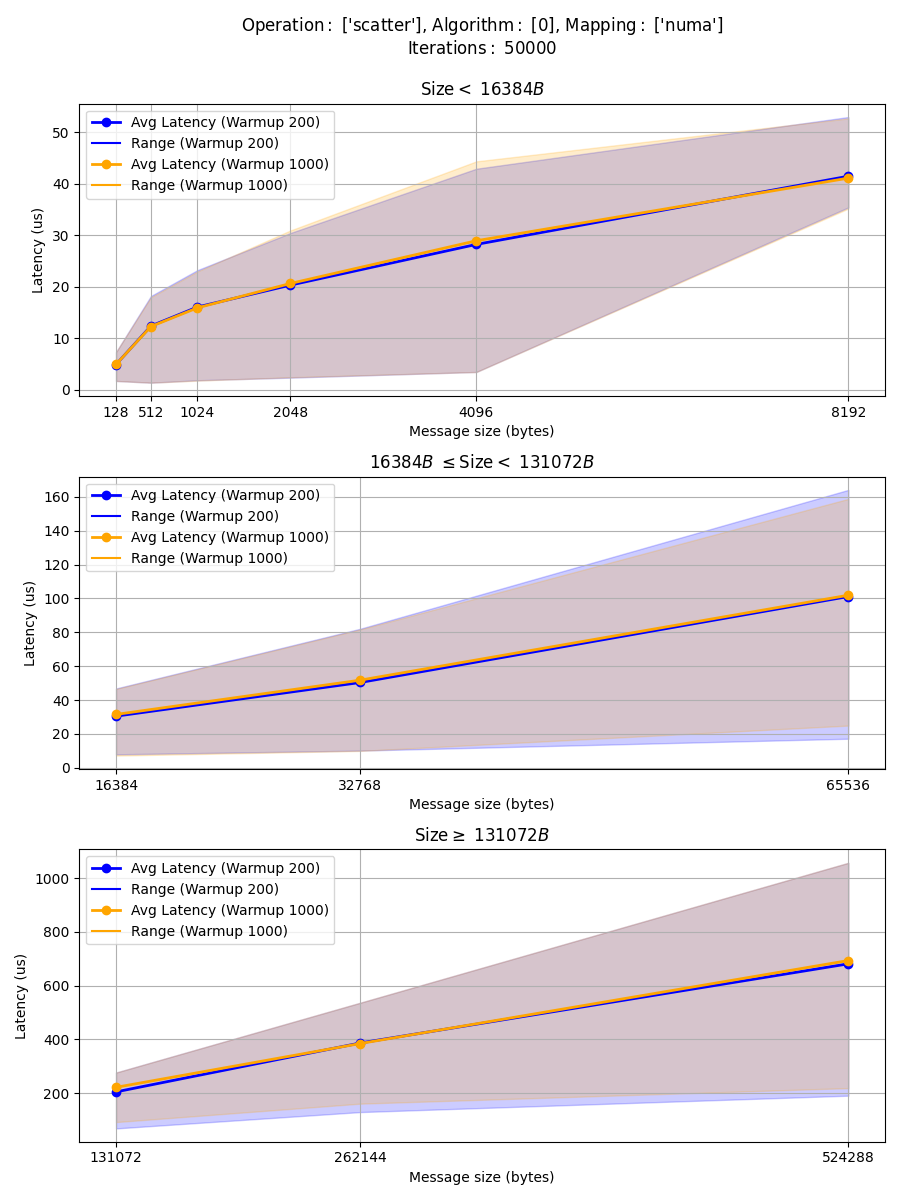 Operation : ['scatter'], Algorithm : [0], Mapping : ['numa']
Iterations : 50000
Size < 16384B
Avg Latency (Warmup 200)
Range (Warmup 200)
Avg Latency (Warmup 1000)
Range (Warmup 1000)
Latency (us)
50
40
30
20
10
0
128 512 1024 2048 4096 8192
Message size (bytes)
16384B ≤ Size < 131072B
Avg Latency (Warmup 200)
Range (Warmup 200)
Avg Latency (Warmup 1000)
Range (Warmup 1000)
Latency (us)
160
140
120
100
80
60
40
20
0
16384 32768 65536
Message size (bytes)
Size ≥ 131072B
Avg Latency (Warmup 200)
Range (Warmup 200)
Avg Latency (Warmup 1000)
Range (Warmup 1000)
Latency (us)
1000
800
600
400
200
131072 262144 524288
Message size (bytes)